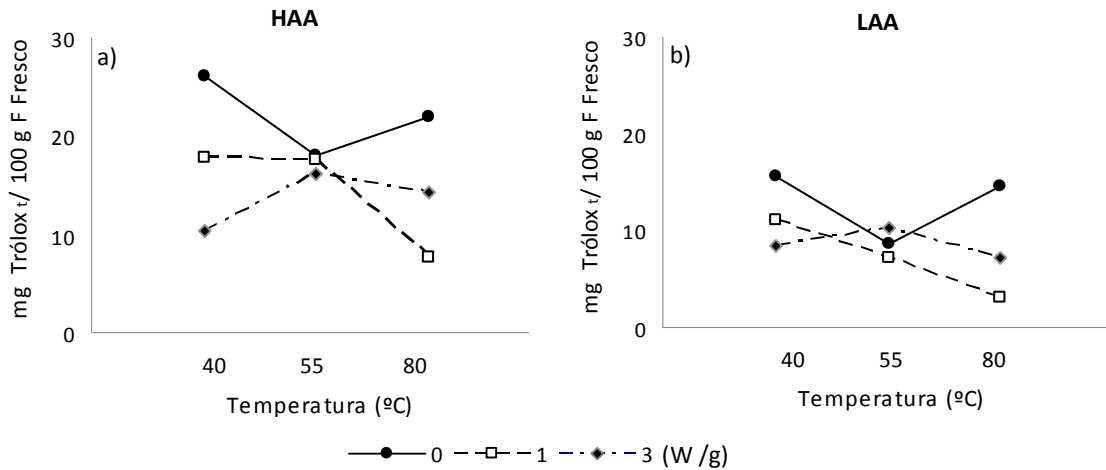 HAA
a)
mg Trólox t/ 100 g F Fresco
30
20
10
0
40 55 80
Temperatura (ºC)
LAA
b)
mg Trólox t/ 100 g F Fresco
30
20
10
0
40 55 80
Temperatura (ºC)
0 1 3 (W /g)